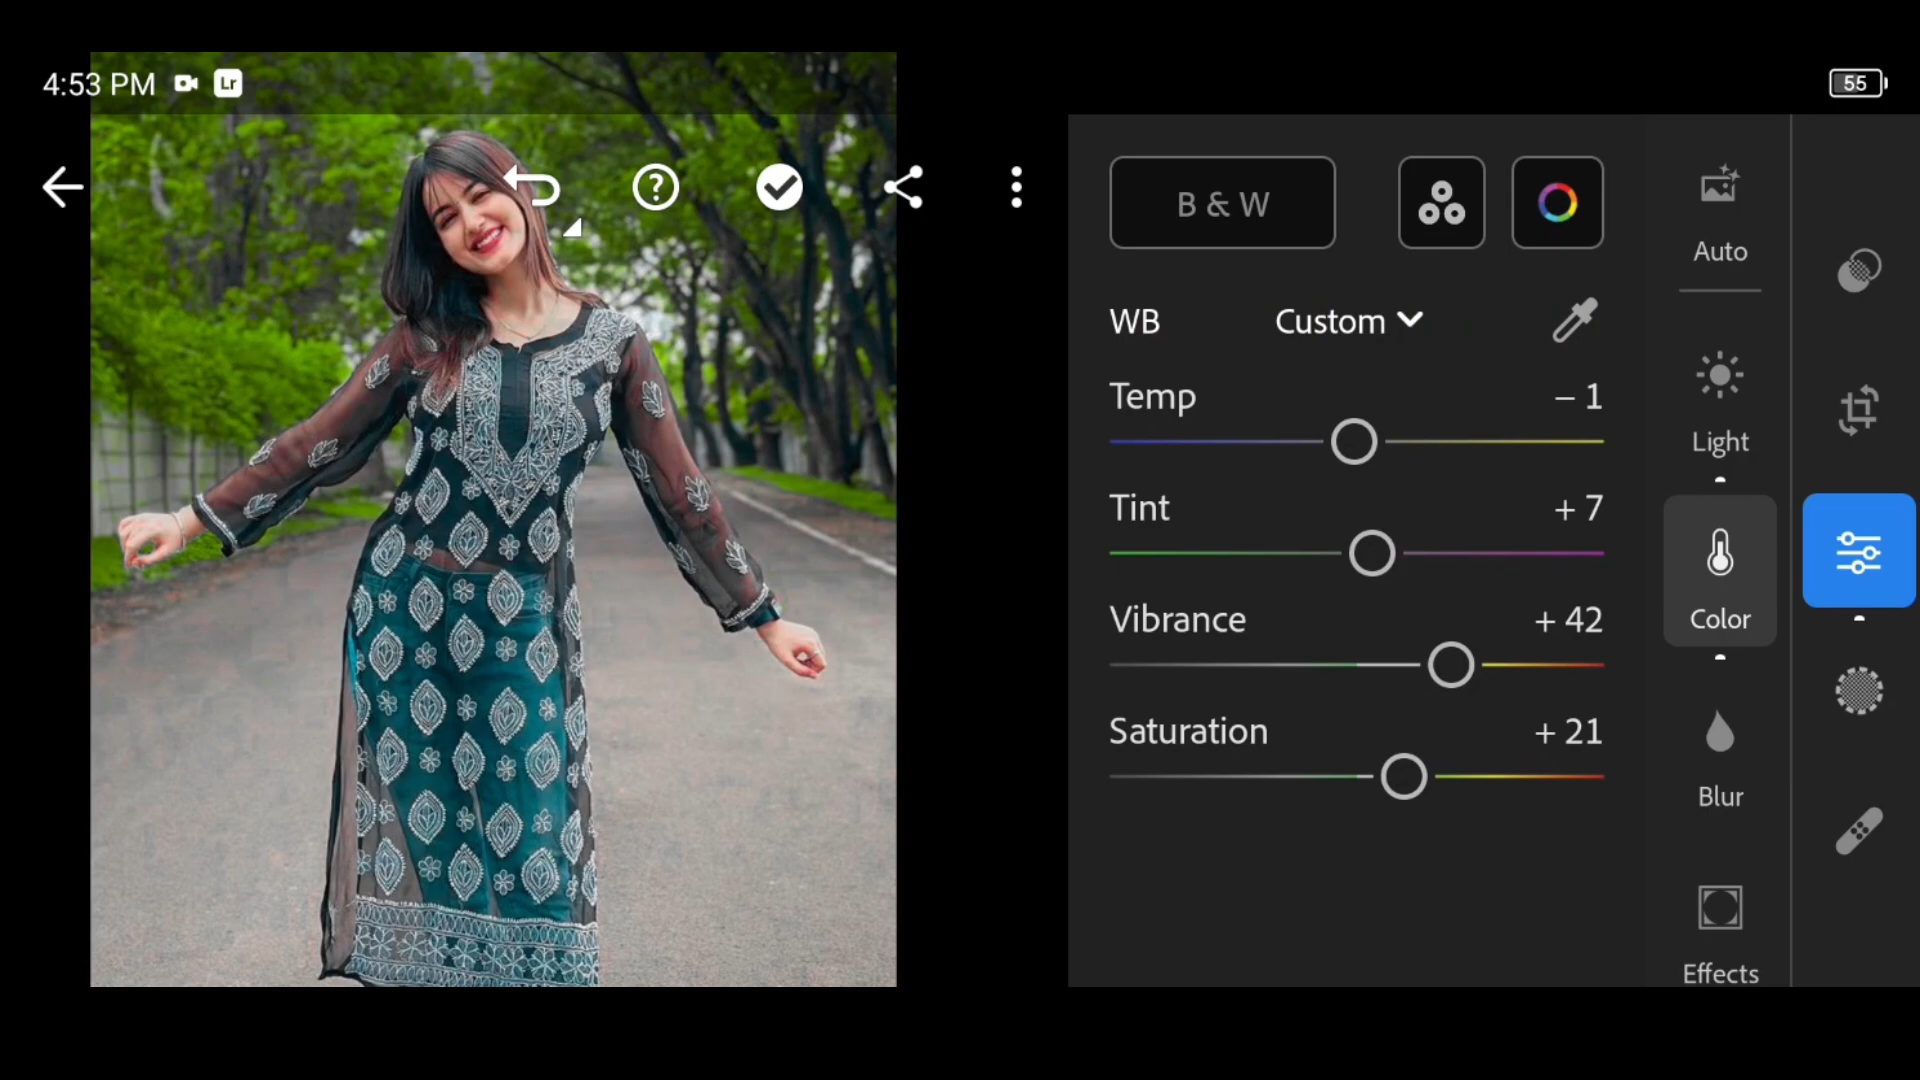 4:53 PM
Lr
55
B & W
Auto
WB
Custom
Temp
– 1
Light
Tint
+ 7
Vibrance
+ 42
Color
Saturation
+ 21
Blur
Effects